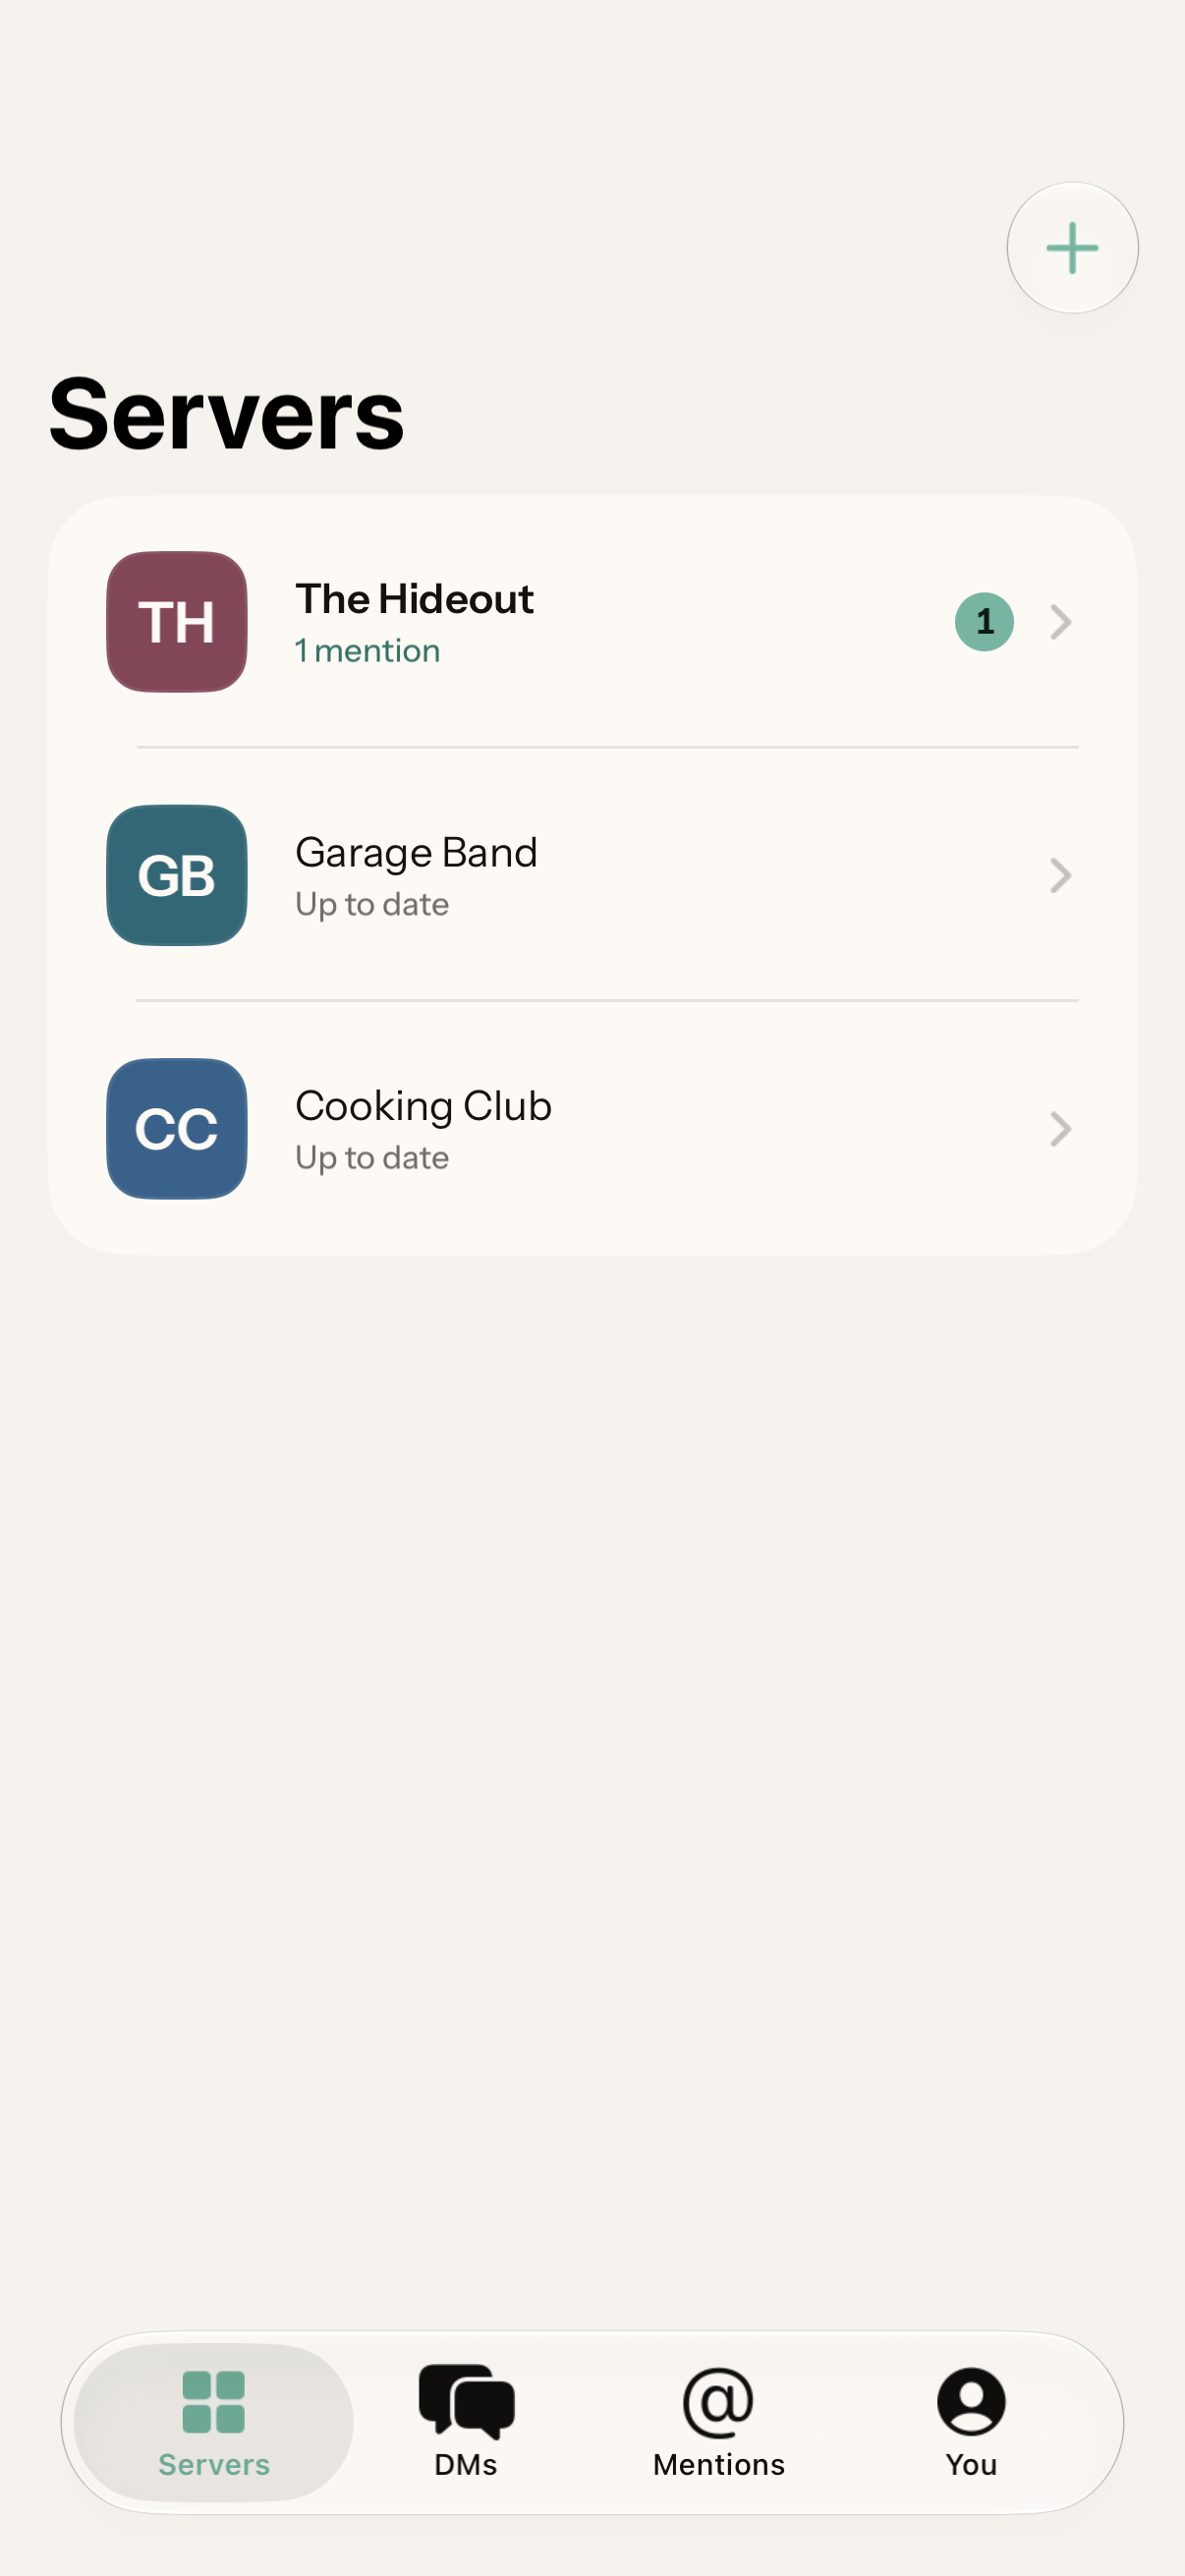 Servers
TH
The Hideout
1 mention
1
GB
Garage Band
Up to date
CC
Cooking Club
Up to date
Servers
DMs
@
Mentions
You